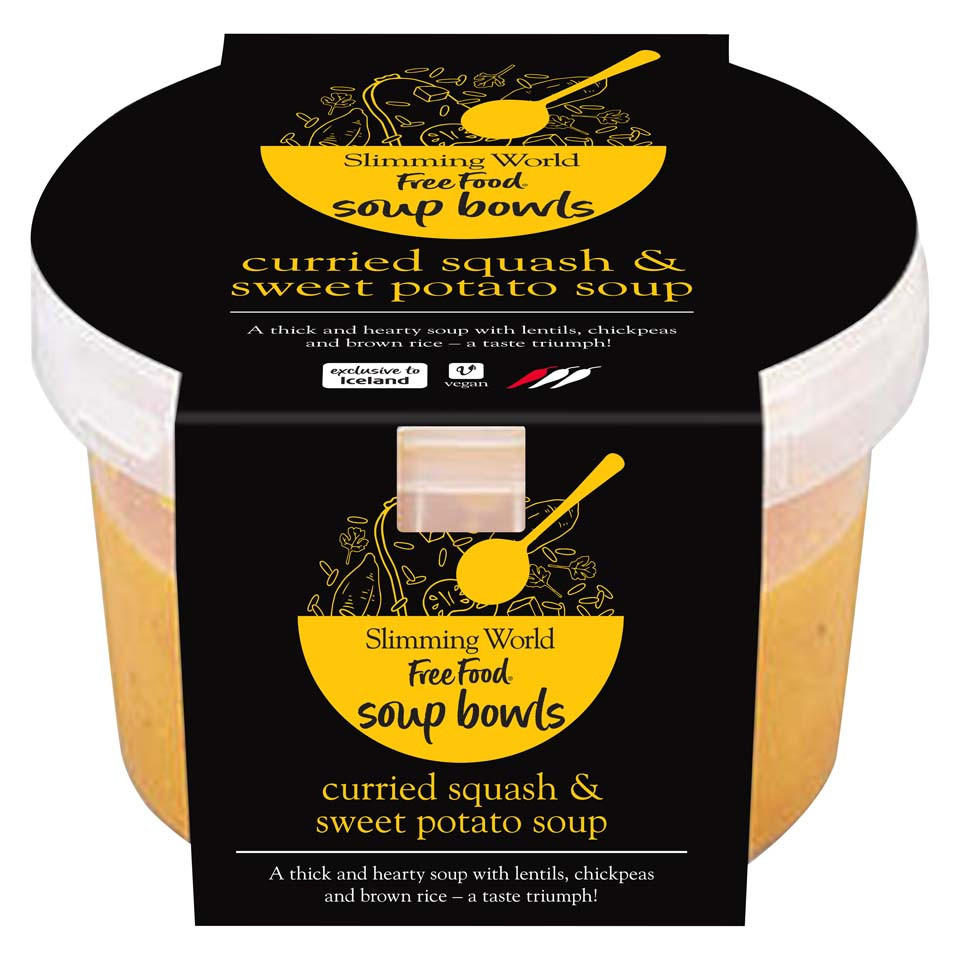 Slimming World
Free Food®
soup bowls
curried squash &
sweet potato soup
A thick and hearty soup with lentils, chickpeas
and brown rice – a taste triumph!
exclusive to
Iceland
V
vegan
Slimming World
Free Food®
soup bowls
curried squash &
sweet potato soup
A thick and hearty soup with lentils, chickpeas
and brown rice – a taste triumph!